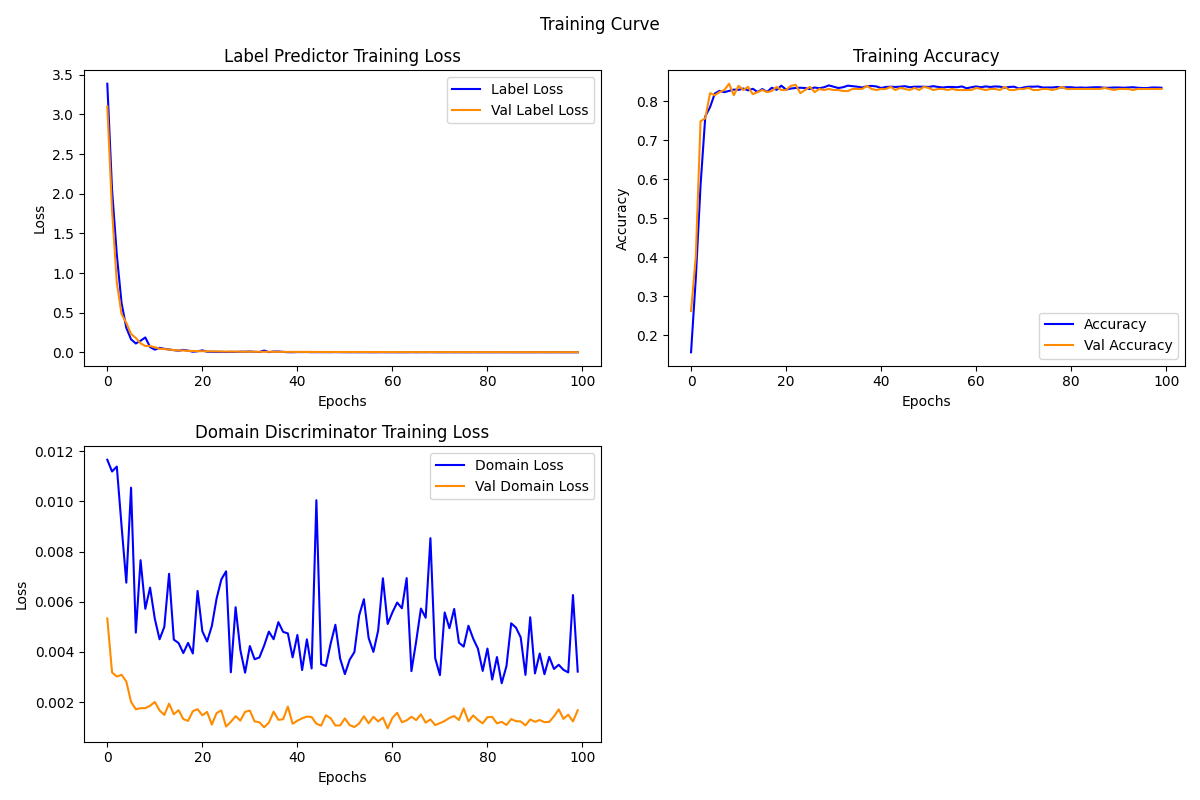 Training Curve
Label Predictor Training Loss
3.5
3.0
2.5
2.0
1.5
1.0
0.5
0.0
Loss
Label Loss
Val Label Loss
0 20 40 60 80 100
Epochs
Training Accuracy
0.8
0.7
0.6
0.5
0.4
0.3
0.2
Accuracy
Accuracy
Val Accuracy
0 20 40 60 80 100
Epochs
Domain Discriminator Training Loss
0.012
0.010
0.008
0.006
0.004
0.002
Loss
Domain Loss
Val Domain Loss
0 20 40 60 80 100
Epochs